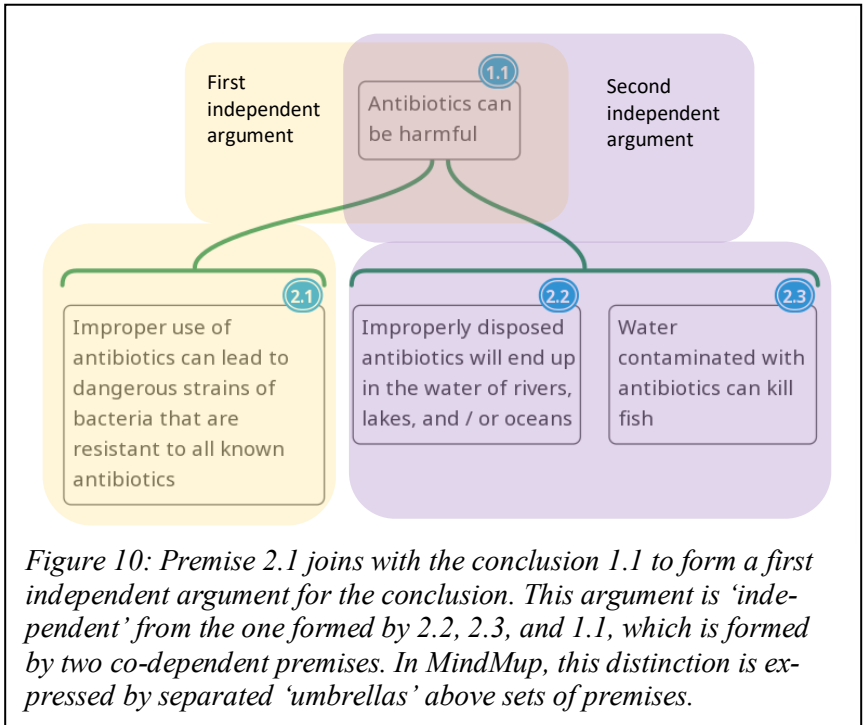 First
independent
argument
1.1
Antibiotics can
be harmful
Second
independent
argument
2.1
Improper use of
antibiotics can lead to
dangerous strains of
bacteria that are
resistant to all known
antibiotics
2.2
Improperly disposed
antibiotics will end up
in the water of rivers,
lakes, and / or oceans
2.3
Water
contaminated with
antibiotics can kill
fish
Figure 10: Premise 2.1 joins with the conclusion 1.1 to form a first
independent argument for the conclusion. This argument is ‘inde-
pendent’ from the one formed by 2.2, 2.3, and 1.1, which is formed
by two co-dependent premises. In MindMup, this distinction is ex-
pressed by separated ‘umbrellas’ above sets of premises.